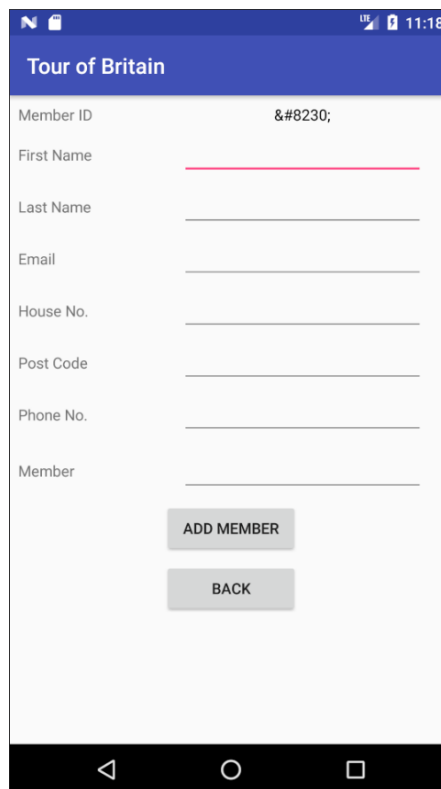 LTE 11:18
Tour of Britain
Member ID &#8230;
First Name
Last Name
Email
House No.
Post Code
Phone No.
Member
ADD MEMBER
BACK